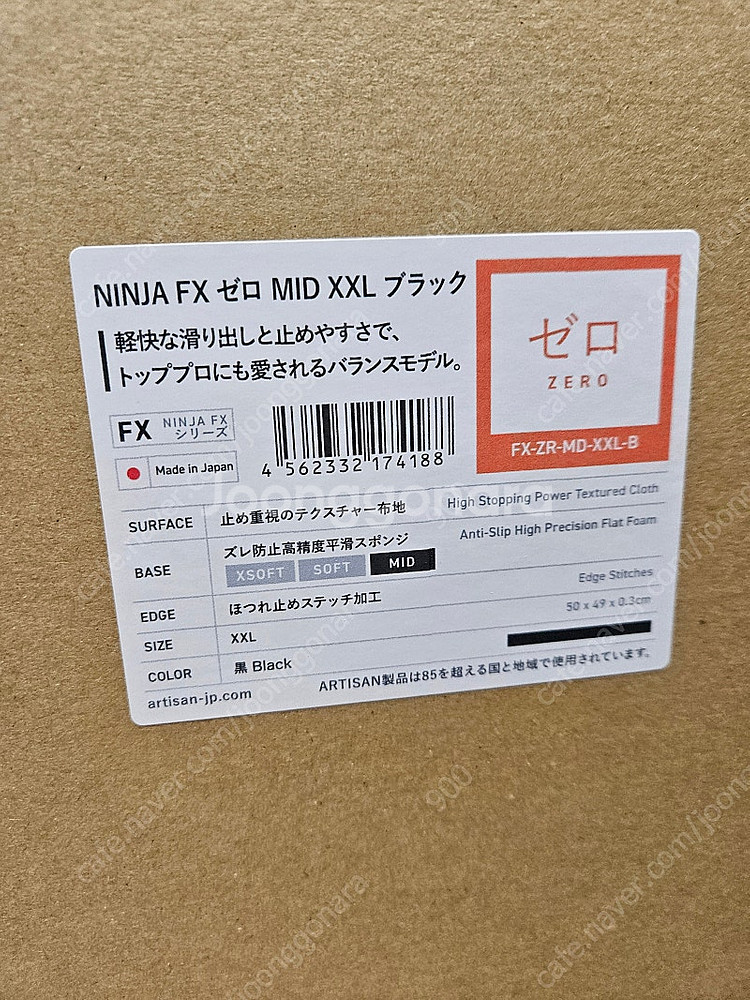 NINJA FX ゼロ MID XXL ブラック
軽快な滑り出しと止めやすさで、
トッププロにも愛されるバランスモデル。
ゼロ
ZERO
FX-ZR-MD-XXL-B
FX NINJA FX
シリーズ
Made in Japan
4 562332 174188
Joonggonara
SURFACE 止め重視のテクスチャー布地 High Stopping Power Textured Cloth
BASE ズレ防止高精度平滑スポンジ Anti-Slip High Precision Flat Foam
XSOFT SOFT MID
EDGE ほつれ止めステッチ加工 Edge Stitches
SIZE XXL 50 x 49 x 0.3cm
COLOR 黒 Black
artisan-jp.com ARTISAN製品は85を超える国と地域で使用されています。
cafe.naver.com/joonggonara